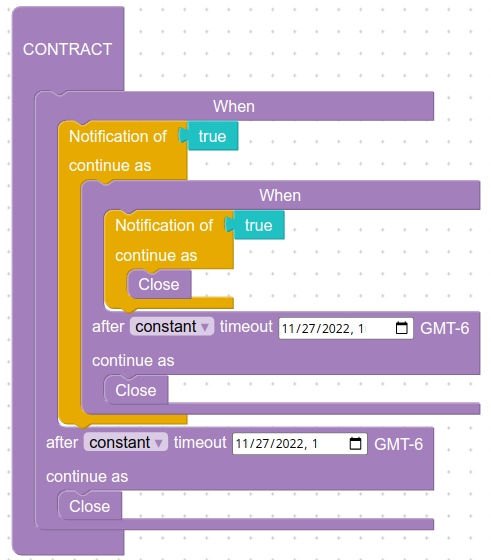 CONTRACT
When
Notification of true
continue as
When
Notification of true
continue as
Close
after constant ▾ timeout 11/27/2022, 1 GMT-6
continue as
Close
after constant ▾ timeout 11/27/2022, 1 GMT-6
continue as
Close